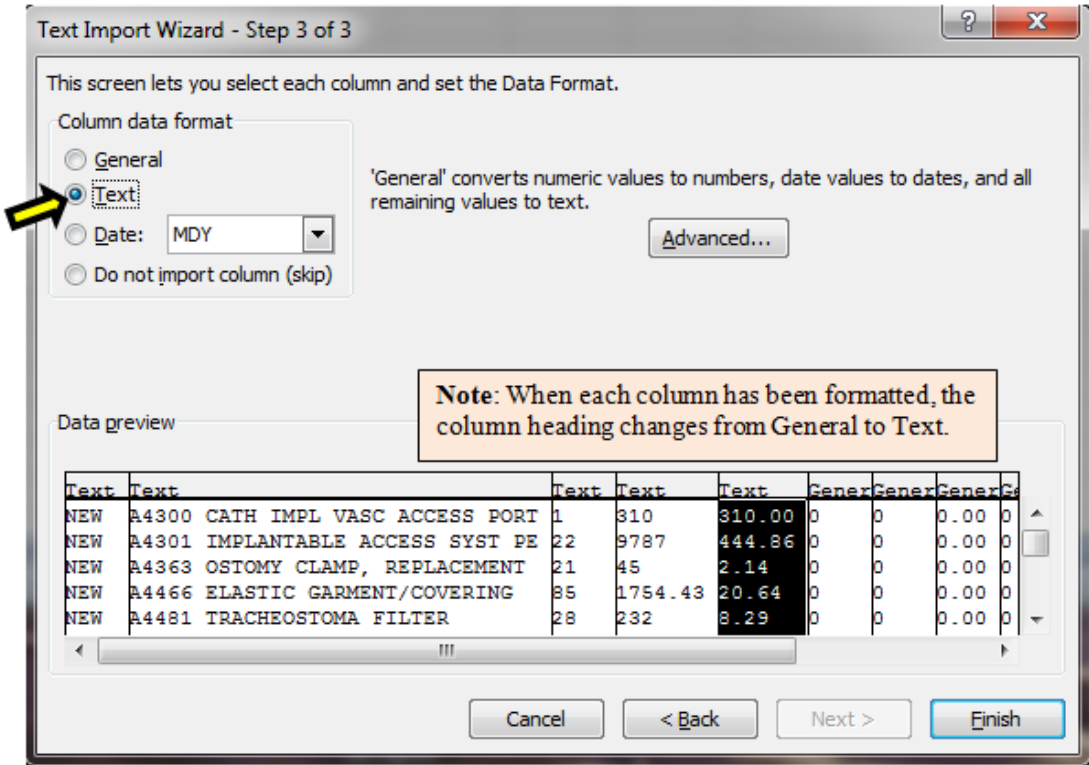 Text Import Wizard - Step 3 of 3
This screen lets you select each column and set the Data Format.
Column data format
General
Text
Date: MDY
Do not import column (skip)
'General' converts numeric values to numbers, date values to dates, and all
remaining values to text.
Advanced...
Note: When each column has been formatted, the
column heading changes from General to Text.
Data preview
Text Text Text Text Text Gener Gener Gener Ge
NEW A4300 CATH IMPL VASC ACCESS PORT 1 310 310.00 0 0 0.00 0
NEW A4301 IMPLANTABLE ACCESS SYST PE 22 9787 444.86 0 0 0.00 0
NEW A4363 OSTOMY CLAMP, REPLACEMENT 21 45 2.14 0 0 0.00 0
NEW A4466 ELASTIC GARMENT/COVERING 85 1754.43 20.64 0 0 0.00 0
NEW A4481 TRACHEOSTOMA FILTER 28 232 8.29 0 0 0.00 0
Cancel < Back Next > Finish